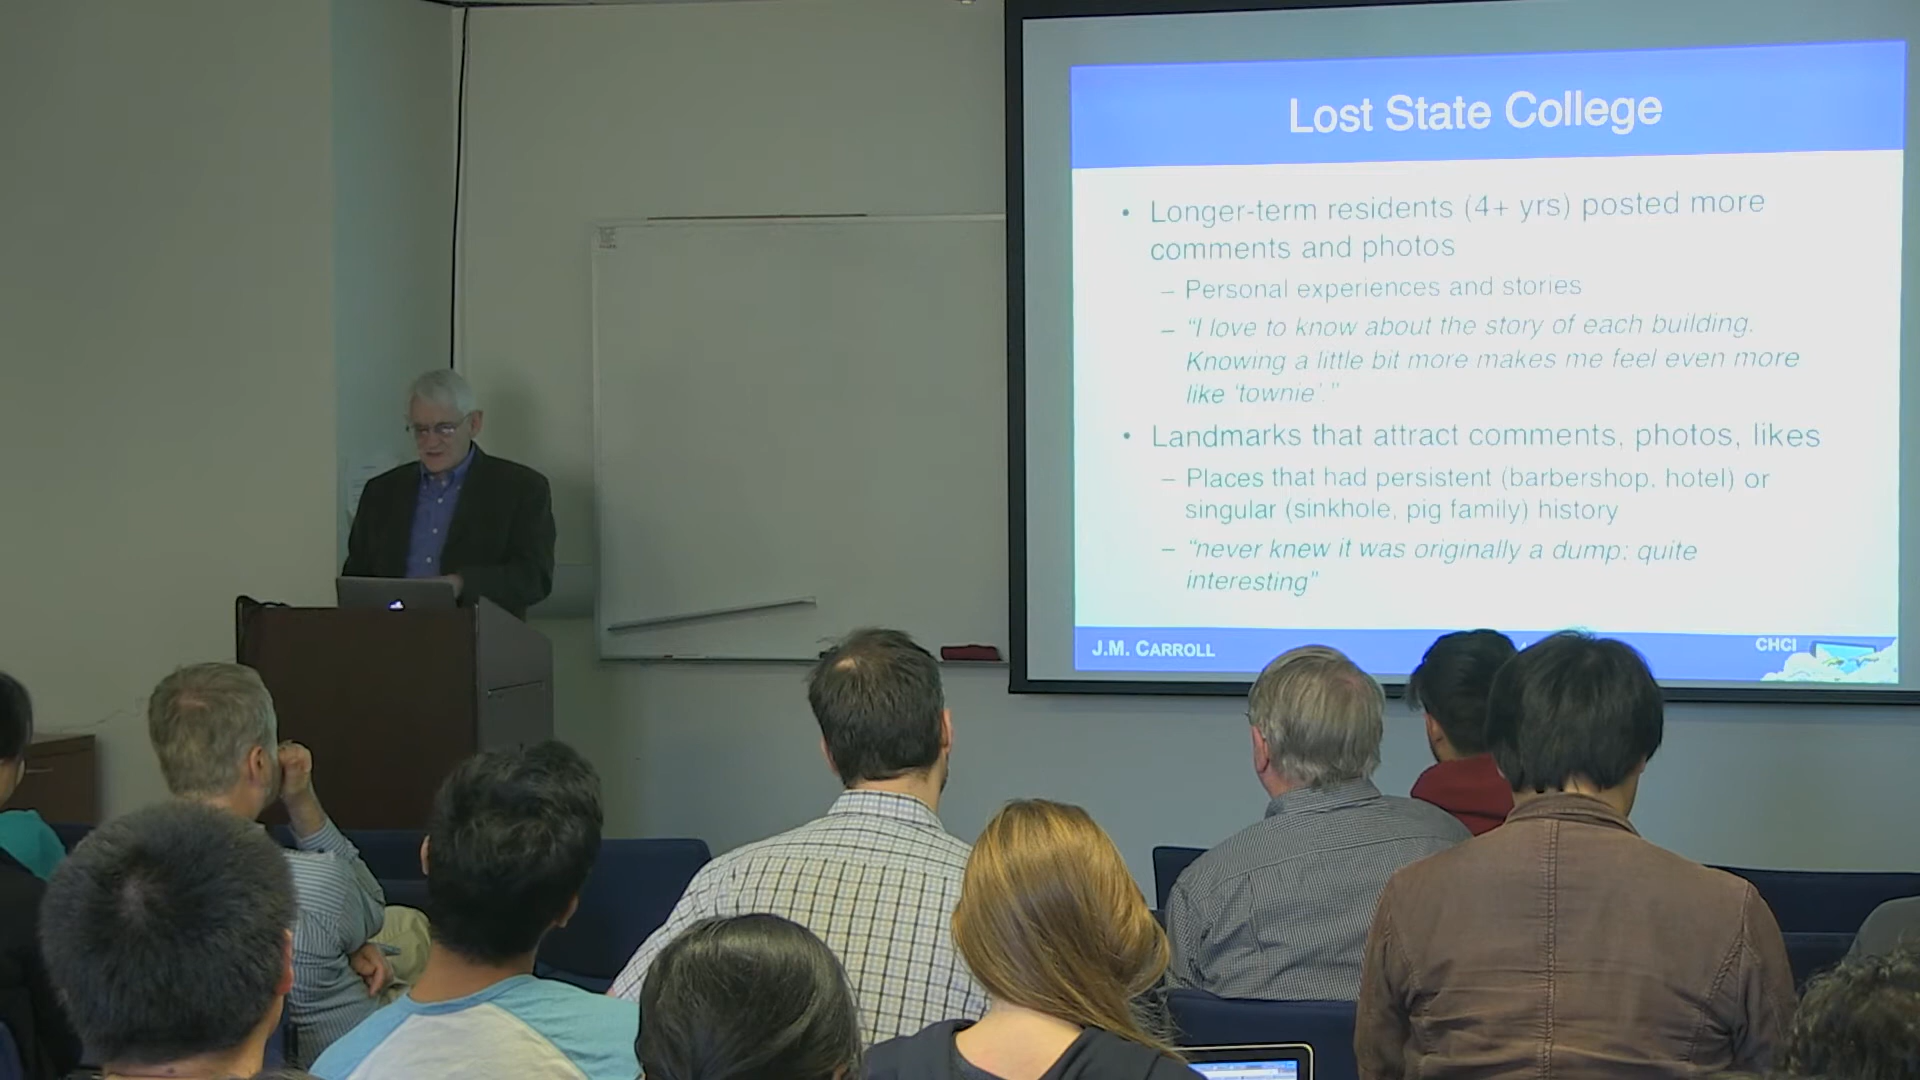 Lost State College
• Longer-term residents (4+ yrs) posted more
comments and photos
– Personal experiences and stories
– “I love to know about the story of each building.
Knowing a little bit more makes me feel even more
like ‘townie’.”
• Landmarks that attract comments, photos, likes
– Places that had persistent (barbershop, hotel) or
singular (sinkhole, pig family) history
– “never knew it was originally a dump; quite
interesting”
J.M. CARROLL
CHCI